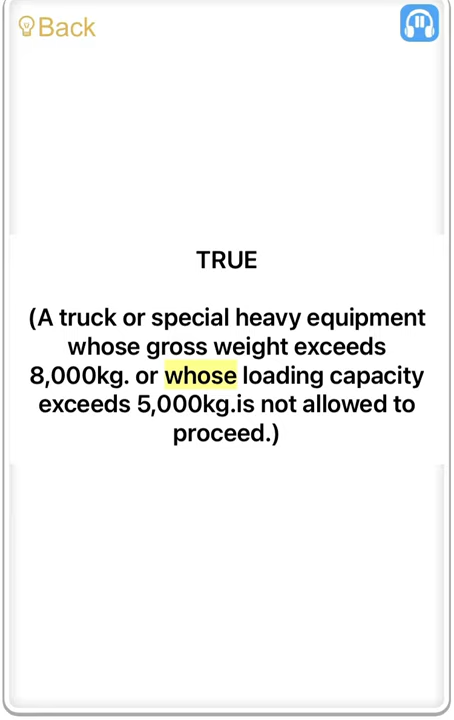 Back
TRUE
(A truck or special heavy equipment
whose gross weight exceeds
8,000kg. or whose loading capacity
exceeds 5,000kg.is not allowed to
proceed.)